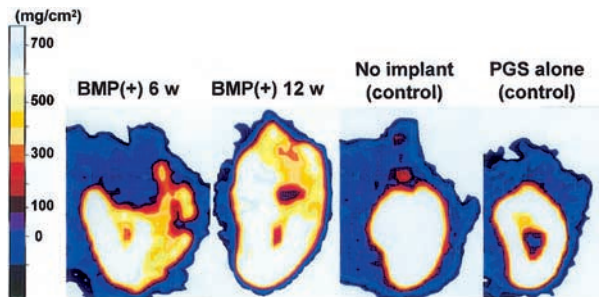 (mg/cm²)
700
500
300
100
0
BMP(+) 6 w
BMP(+) 12 w
No implant
(control)
PGS alone
(control)